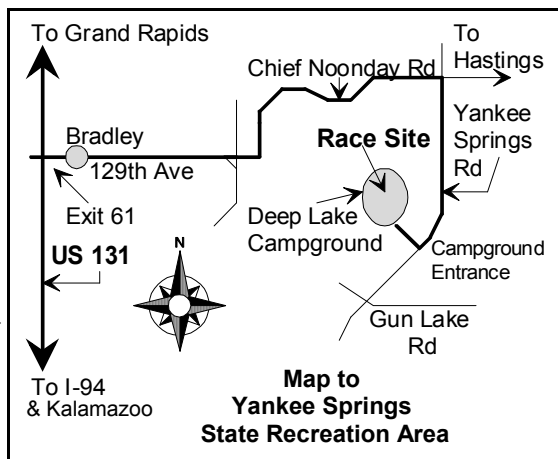 To Grand Rapids
To
Hastings
Chief Noonday Rd
Yankee
Springs
Rd
Bradley
129th Ave
Race Site
Exit 61
Deep Lake
Campground
US 131
N
Campground
Entrance
Gun Lake
Rd
To I-94
& Kalamazoo
Map to
Yankee Springs
State Recreation Area